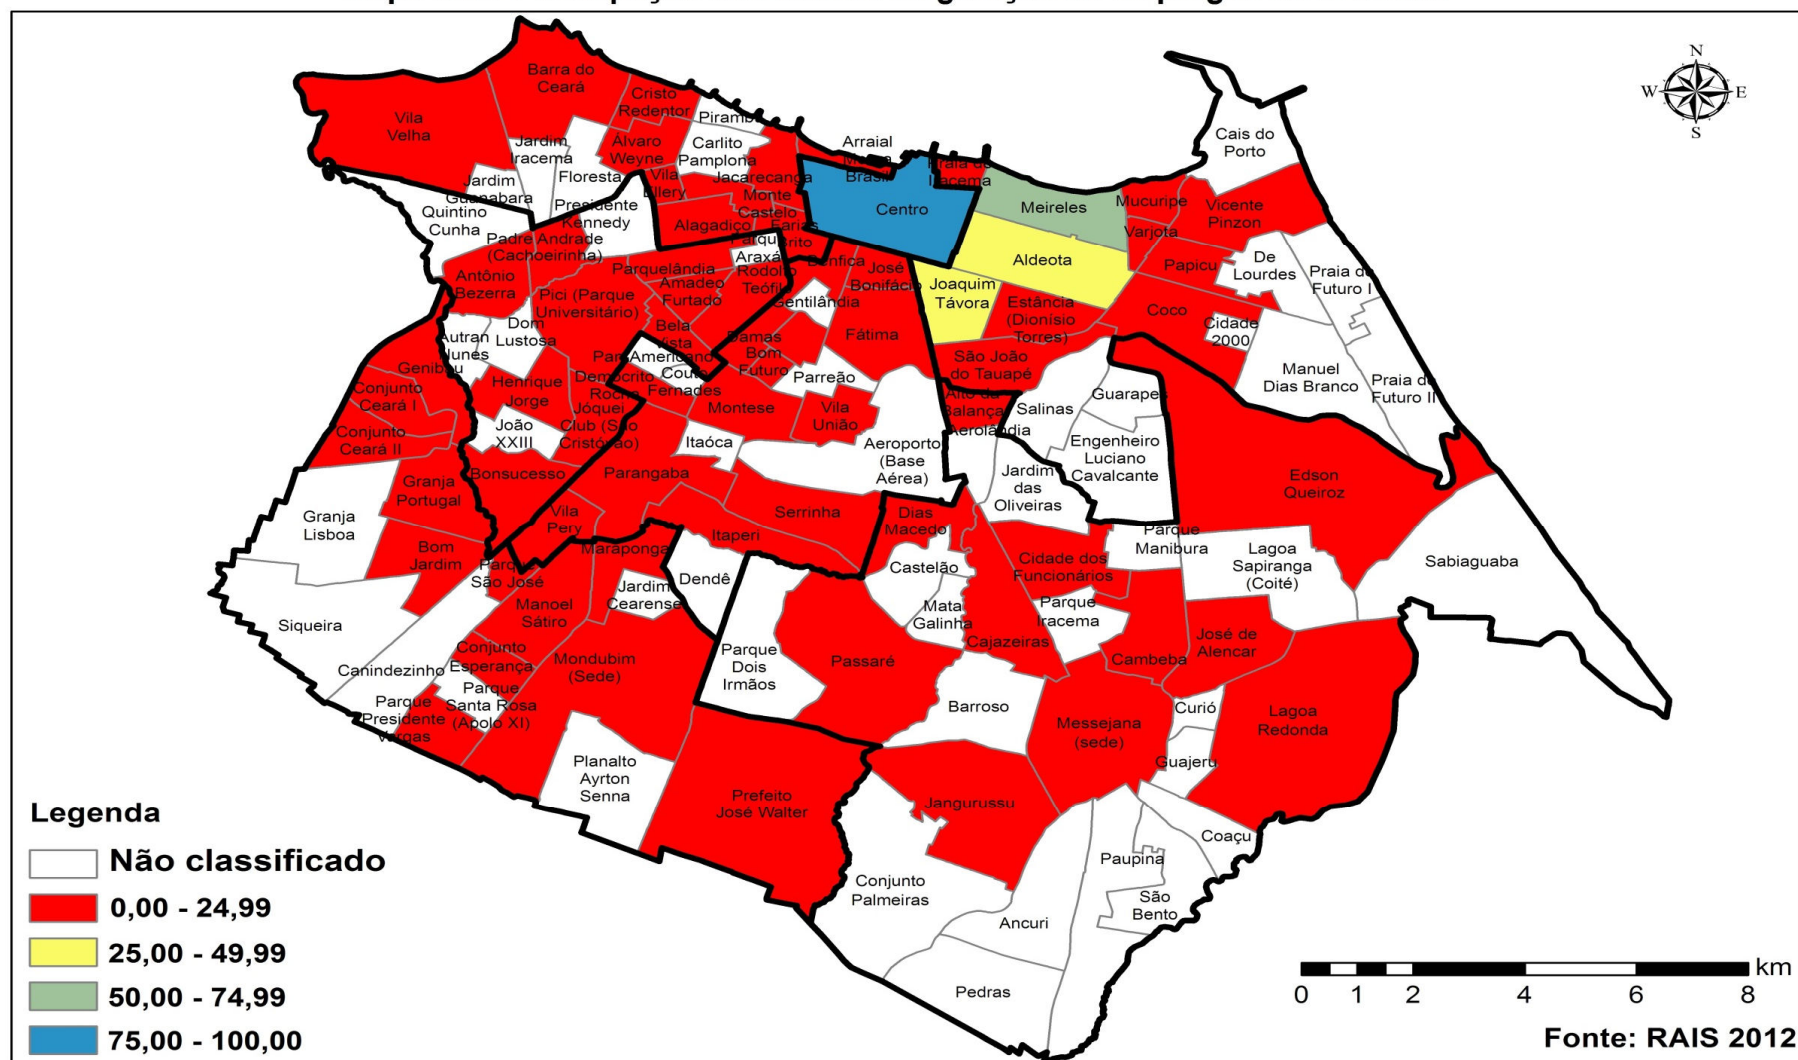 N
W E
S
Barra do
Ceará
Cristo
Redentor
Vila
Velha
Jardim
Iracema
Floresta
Álvaro
Weyne
Carlito
Pamplona
Arraial
Jacarecanga
Cais do
Porto
Jardim
Guanabara
Vila
Ellery
Monte
Castelo
Quintino
Cunha
Presidente
Kennedy
Alagadiço
Farias
Brito
Centro
Meireles
Mucuripe
Varjota
Vicente
Pinzon
Padre Andrade
(Cachoeirinha)
Parquelândia
Araxá
Rodolfo
Teófilo
Benfica
José
Bonifácio
Aldeota
Papicu
De
Lourdes
Praia do
Futuro I
Antônio
Bezerra
Pici (Parque
Universitário)
Amadeo
Furtado
Gentilândia
Joaquim
Távora
Estância
(Dionísio
Torres)
Coco
Cidade
2000
Autran
Nunes
Dom
Lustosa
Bela
Vista
Damas
Bom
Futuro
Fátima
São João
do Tauapé
Manuel
Dias Branco
Praia do
Futuro II
Genibau
Conjunto
Ceará I
Henrique
Jorge
Americano
Couto
Fernades
Demócrito
Rocha
Parreão
Conjunto
Ceará II
João
XXIII
Jóquei
Club (São
Cristóvão)
Montese
Vila
União
Alto da
Balança
Aerolândia
Salinas
Guarapes
Itaóca
Aeroporto
(Base
Aérea)
Engenheiro
Luciano
Cavalcante
Granja
Portugal
Bonsucesso
Parangaba
Jardim
das
Oliveiras
Edson
Queiroz
Granja
Lisboa
Vila
Pery
Serrinha
Dias
Macedo
Bom
Jardim
Parque
São José
Maraponga
Itaperi
Castelão
Cidade dos
Funcionários
Parque
Manibura
Lagoa
Sapiranga
(Coité)
Sabiaguaba
Siqueira
Manoel
Sátiro
Jardim
Cearense
Dendê
Mata
Galinha
Parque
Iracema
Canindezinho
Conjunto
Esperança
Mondubim
(Sede)
Parque
Dois
Irmãos
Passaré
Cajazeiras
Cambeba
José de
Alencar
Parque
Presidente
Vargas
Parque
Santa Rosa
(Apolo XI)
Barroso
Messejana
(sede)
Curió
Lagoa
Redonda
Guajeru
Planalto
Ayrton
Senna
Prefeito
José Walter
Jangurussu
Coaçu
Conjunto
Palmeiras
Paupina
São
Bento
Ancuri
Pedras
Legenda
Não classificado
0,00 - 24,99
25,00 - 49,99
50,00 - 74,99
75,00 - 100,00
km
0 1 2 4 6 8
Fonte: RAIS 2012